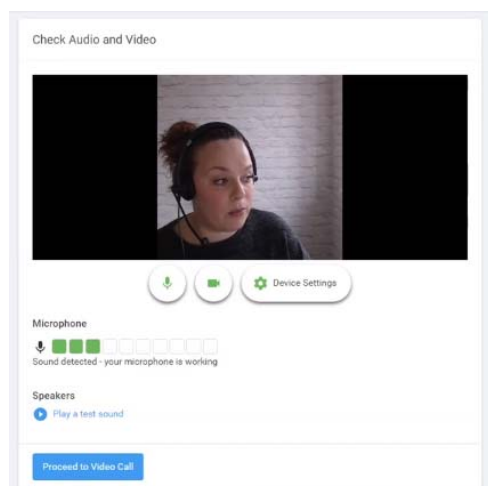 Check Audio and Video
Device Settings
Microphone
Sound detected - your microphone is working
Speakers
Play a test sound
Proceed to Video Call